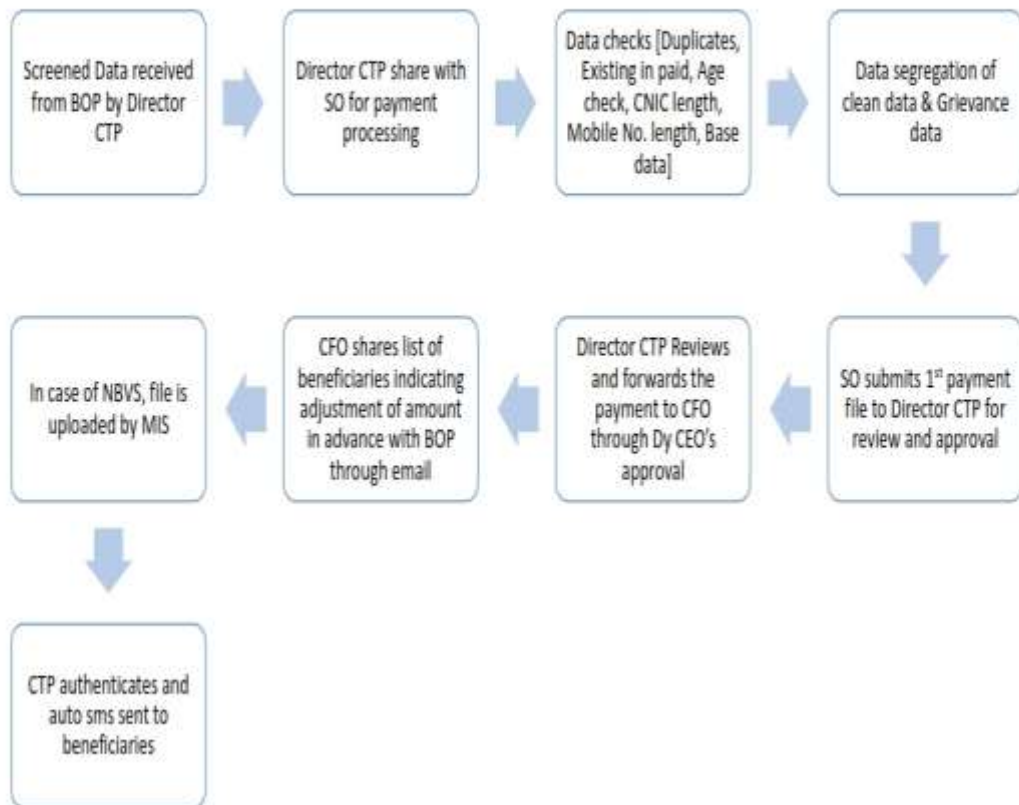 Screened Data received
from BOP by Director
CTP
Director CTP share with
SO for payment
processing
Data checks [Duplicates,
Existing in paid, Age
check, CNIC length,
Mobile No. length, Base
data]
Data segregation of
clean data & Grievance
data
SO submits 1st payment
file to Director CTP for
review and approval
Director CTP Reviews
and forwards the
payment to CFO
through Dy CEO's
approval
CFO shares list of
beneficiaries indicating
adjustment of amount
in advance with BOP
through email
In case of NBVS, file is
uploaded by MIS
CTP authenticates and
auto sms sent to
beneficiaries